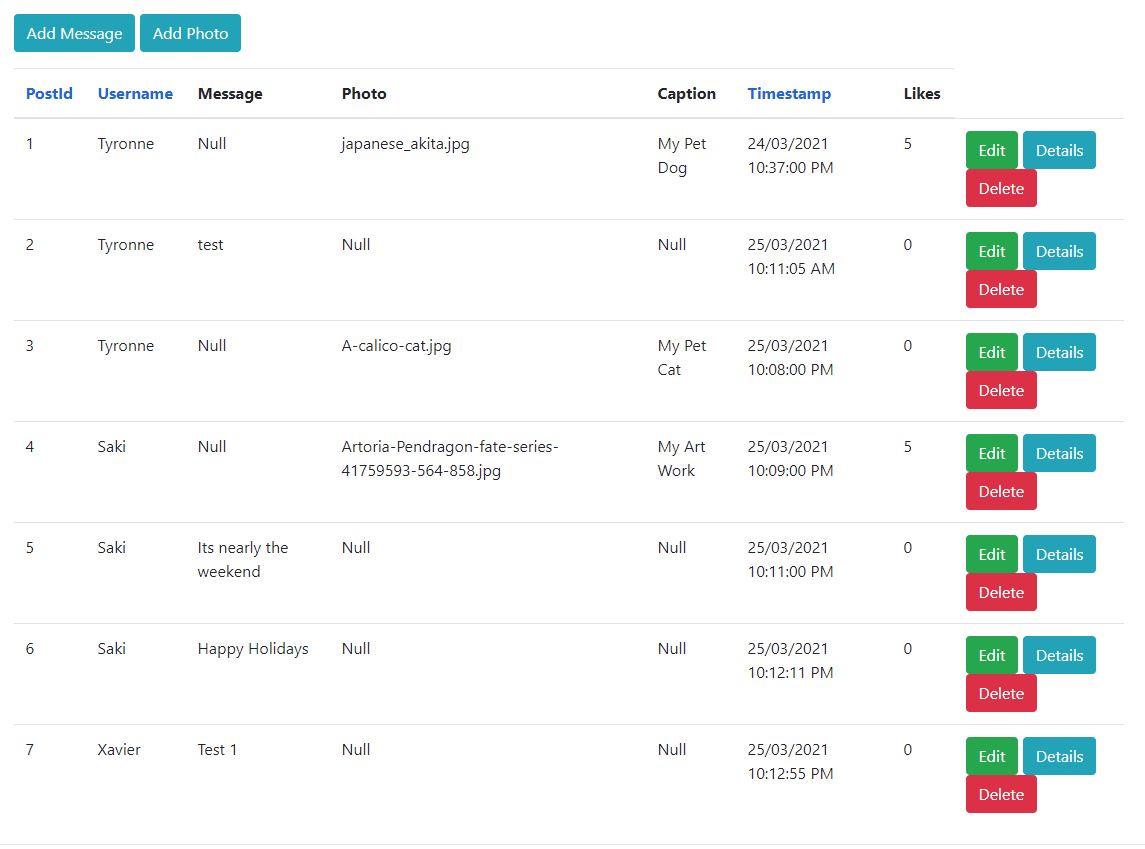 Add Message Add Photo
PostId Username Message Photo Caption Timestamp Likes
1 Tyronne Null japanese_akita.jpg My Pet 24/03/2021 5 Edit Details
Dog 10:37:00 PM
Delete
2 Tyronne test Null Null 25/03/2021 0 Edit Details
10:11:05 AM
Delete
3 Tyronne Null A-calico-cat.jpg My Pet 25/03/2021 0 Edit Details
Cat 10:08:00 PM
Delete
4 Saki Null Artoria-Pendragon-fate-series- My Art 25/03/2021 5 Edit Details
41759593-564-858.jpg Work 10:09:00 PM
Delete
5 Saki Its nearly the Null Null 25/03/2021 0 Edit Details
weekend 10:11:00 PM
Delete
6 Saki Happy Holidays Null Null 25/03/2021 0 Edit Details
10:12:11 PM
Delete
7 Xavier Test 1 Null Null 25/03/2021 0 Edit Details
10:12:55 PM
Delete